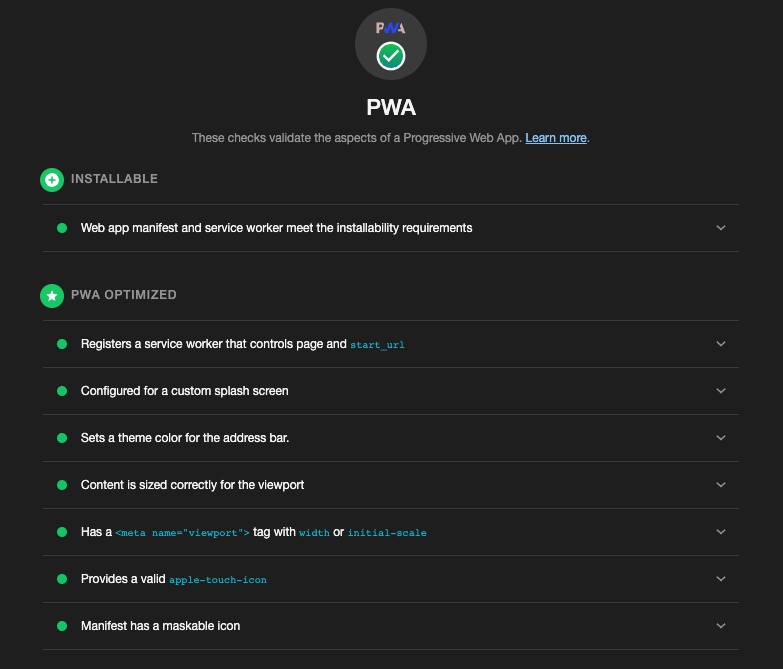 PWA
PWA
These checks validate the aspects of a Progressive Web App. Learn more.
INSTALLABLE
Web app manifest and service worker meet the installability requirements
PWA OPTIMIZED
Registers a service worker that controls page and start_url
Configured for a custom splash screen
Sets a theme color for the address bar.
Content is sized correctly for the viewport
Has a <meta name="viewport"> tag with width or initial-scale
Provides a valid apple-touch-icon
Manifest has a maskable icon